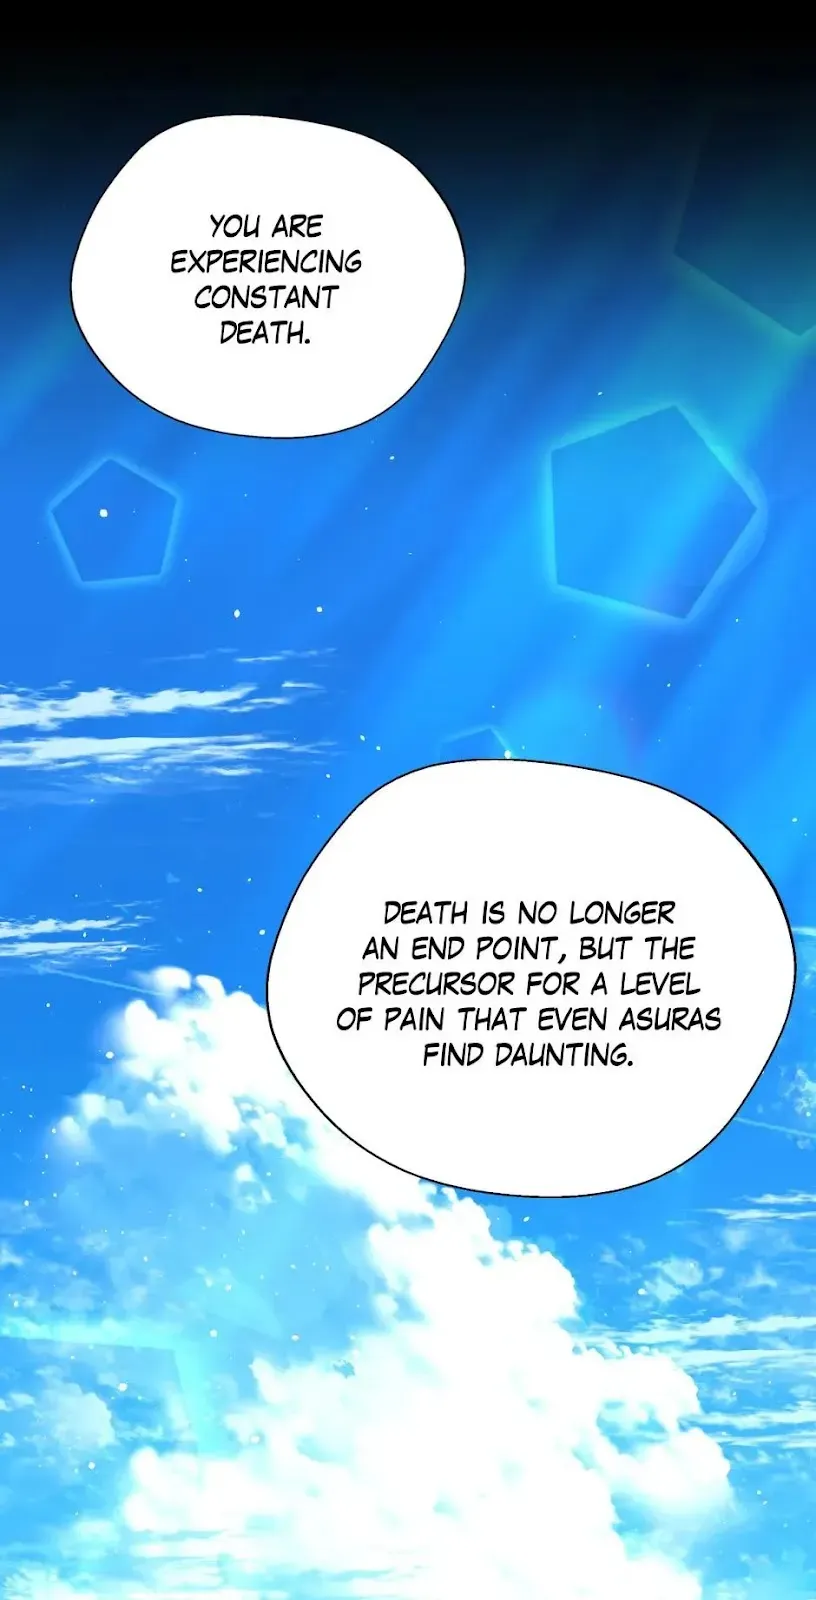 YOU ARE
EXPERIENCING
CONSTANT
DEATH.
DEATH IS NO LONGER
AN END POINT, BUT THE
PRECURSOR FOR A LEVEL
OF PAIN THAT EVEN ASURAS
FIND DAUNTING.